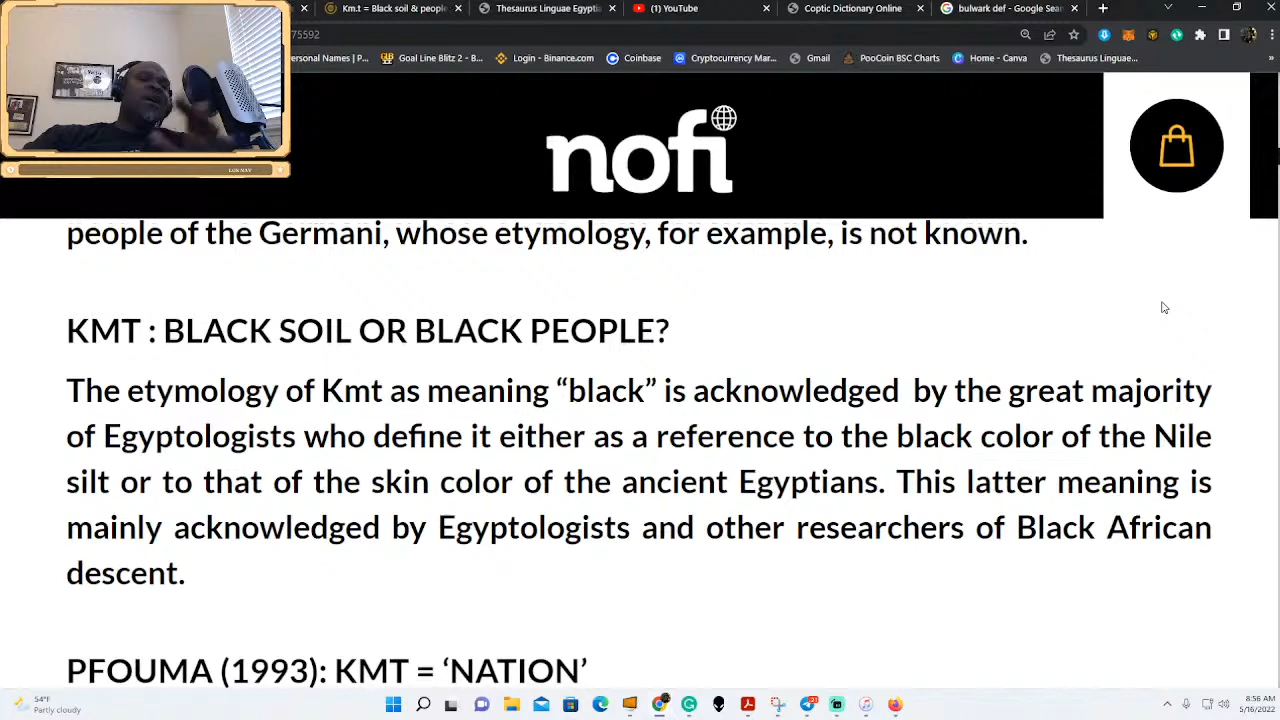 Km.t = Black soil & people
Thesaurus Linguae Egyptia
(1) YouTube
Coptic Dictionary Online
bulwark def - Google Sear
75592
Personal Names | P...
Goal Line Blitz 2 - B...
Login - Binance.com
Coinbase
Cryptocurrency Mar...
Gmail
PooCoin BSC Charts
Home - Canva
Thesaurus Linguae...
nofi
people of the Germani, whose etymology, for example, is not known.
KMT : BLACK SOIL OR BLACK PEOPLE?
The etymology of Kmt as meaning “black” is acknowledged by the great majority
of Egyptologists who define it either as a reference to the black color of the Nile
silt or to that of the skin color of the ancient Egyptians. This latter meaning is
mainly acknowledged by Egyptologists and other researchers of Black African
descent.
PFOUMA (1993): KMT = ‘NATION’
54°F
Partly cloudy
8:56 AM
5/16/2022